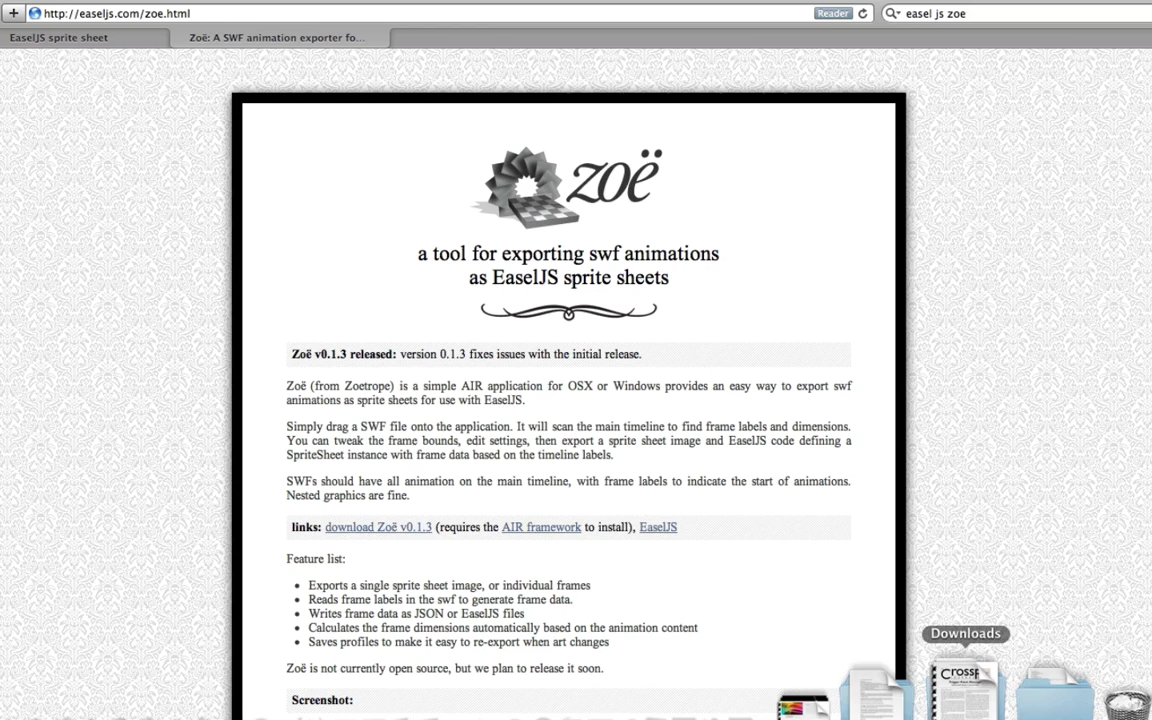 http://easeljs.com/zoe.html
Reader
easel js zoe
EaselJS sprite sheet
Zoë: A SWF animation exporter fo...
zoë
a tool for exporting swf animations
as EaselJS sprite sheets
Zoë v0.1.3 released: version 0.1.3 fixes issues with the initial release.
Zoë (from Zoetrope) is a simple AIR application for OSX or Windows provides an easy way to export swf
animations as sprite sheets for use with EaselJS.
Simply drag a SWF file onto the application. It will scan the main timeline to find frame labels and dimensions.
You can tweak the frame bounds, edit settings, then export a sprite sheet image and EaselJS code defining a
SpriteSheet instance with frame data based on the timeline labels.
SWFs should have all animation on the main timeline, with frame labels to indicate the start of animations.
Nested graphics are fine.
links: download Zoë v0.1.3 (requires the AIR framework to install), EaselJS
Feature list:
Exports a single sprite sheet image, or individual frames
Reads frame labels in the swf to generate frame data.
Writes frame data as JSON or EaselJS files
Calculates the frame dimensions automatically based on the animation content
Saves profiles to make it easy to re-export when art changes
Downloads
Zoë is not currently open source, but we plan to release it soon.
Screenshot: